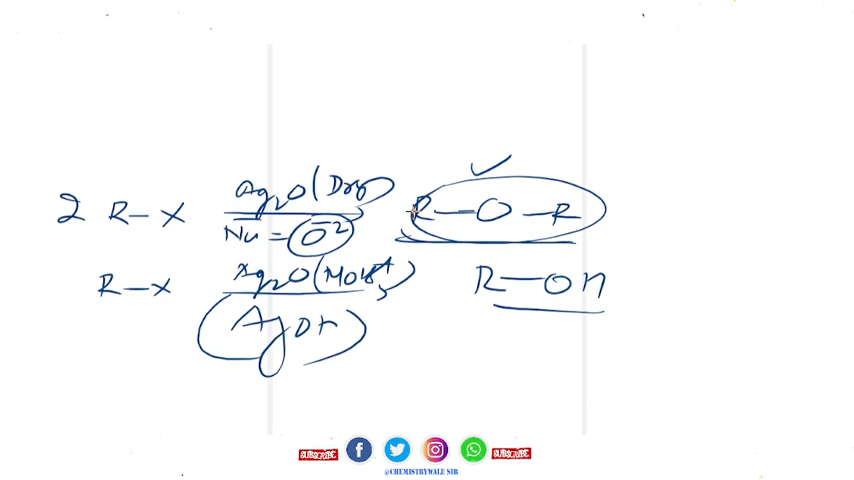 2 R-X Ag2O (Dry) R-O-R
Nu = O-2
R-X Ag2O (Moist) R-OH
AgOH
SUBSCRIBE SUBSCRIBE
@CHEMISTRYWALE SIR